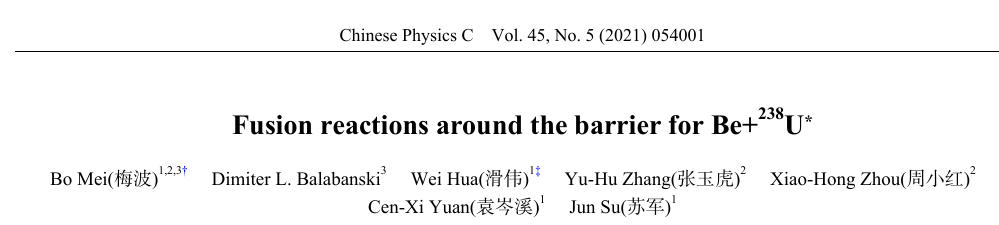 Chinese Physics C Vol. 45, No. 5 (2021) 054001
Fusion reactions around the barrier for Be+²³⁸U*
Bo Mei(梅波)¹,²,³† Dimiter L. Balabanski³ Wei Hua(滑伟)¹‡ Yu-Hu Zhang(张玉虎)² Xiao-Hong Zhou(周小红)²
Cen-Xi Yuan(袁岑溪)¹ Jun Su(苏军)¹